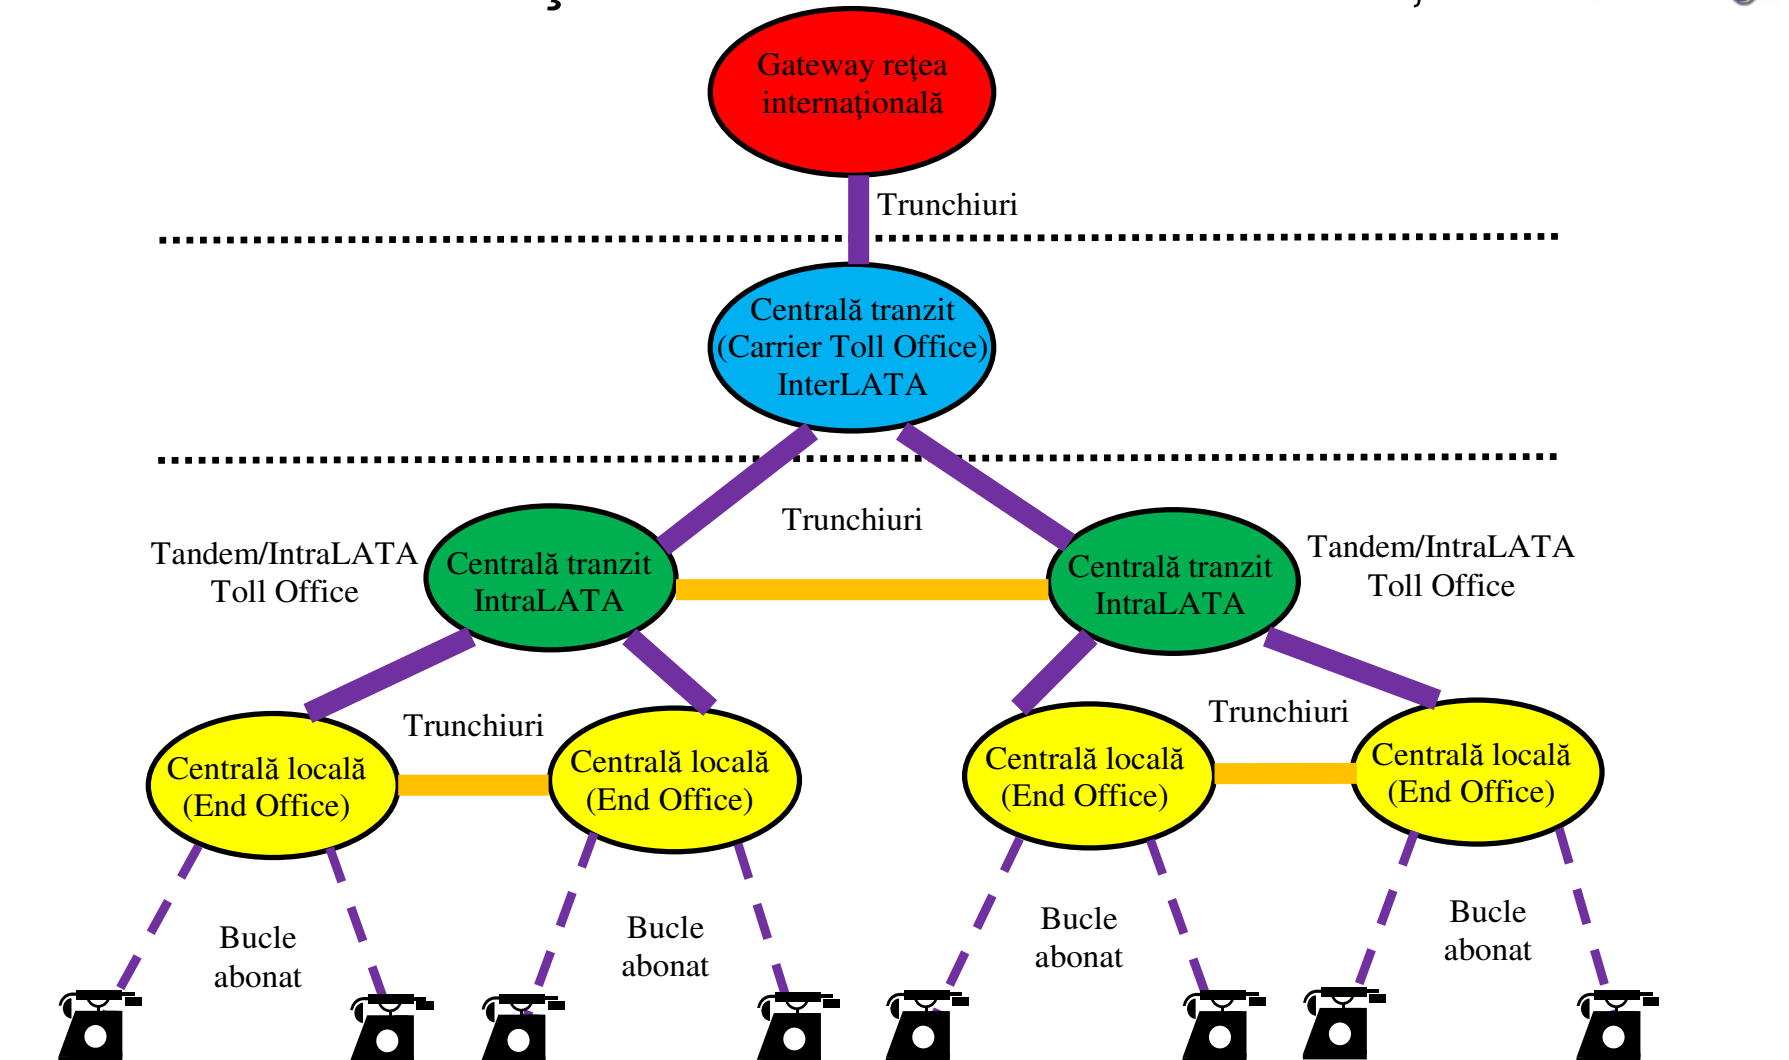 Gateway reţea
internaţională
Trunchiuri
Centrală tranzit
(Carrier Toll Office)
InterLATA
Trunchiuri
Tandem/IntraLATA
Toll Office
Centrală tranzit
IntraLATA
Centrală tranzit
IntraLATA
Tandem/IntraLATA
Toll Office
Trunchiuri
Trunchiuri
Centrală locală
(End Office)
Centrală locală
(End Office)
Centrală locală
(End Office)
Centrală locală
(End Office)
Bucle
abonat
Bucle
abonat
Bucle
abonat
Bucle
abonat